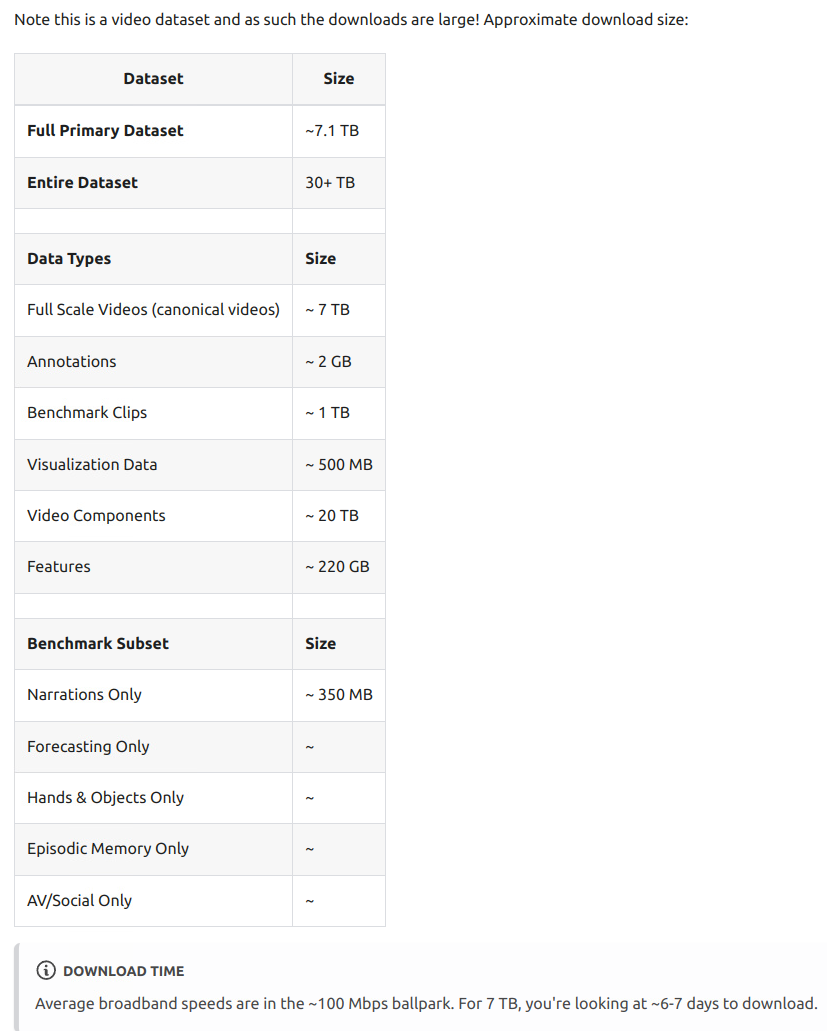 Note this is a video dataset and as such the downloads are large! Approximate download size:
Dataset Size
Full Primary Dataset ~7.1 TB
Entire Dataset 30+ TB
Data Types Size
Full Scale Videos (canonical videos) ~ 7 TB
Annotations ~ 2 GB
Benchmark Clips ~ 1 TB
Visualization Data ~ 500 MB
Video Components ~ 20 TB
Features ~ 220 GB
Benchmark Subset Size
Narrations Only ~ 350 MB
Forecasting Only ~
Hands & Objects Only ~
Episodic Memory Only ~
AV/Social Only ~
DOWNLOAD TIME
Average broadband speeds are in the ~100 Mbps ballpark. For 7 TB, you're looking at ~6-7 days to download.